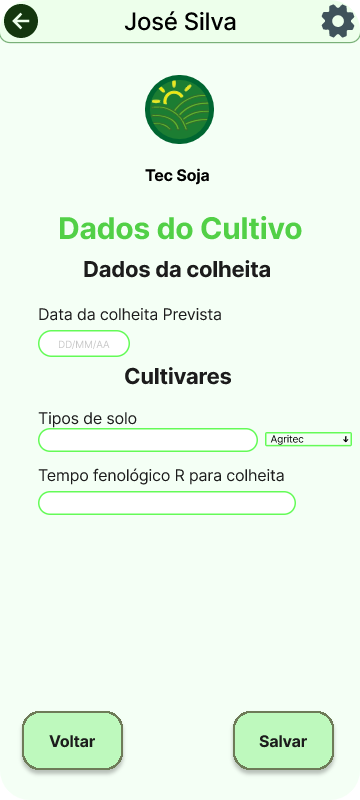 José Silva
Tec Soja
Dados do Cultivo
Dados da colheita
Data da colheita Prevista
DD/MM/AA
Cultivares
Tipos de solo
Agritec
Tempo fenológico R para colheita
Voltar
Salvar